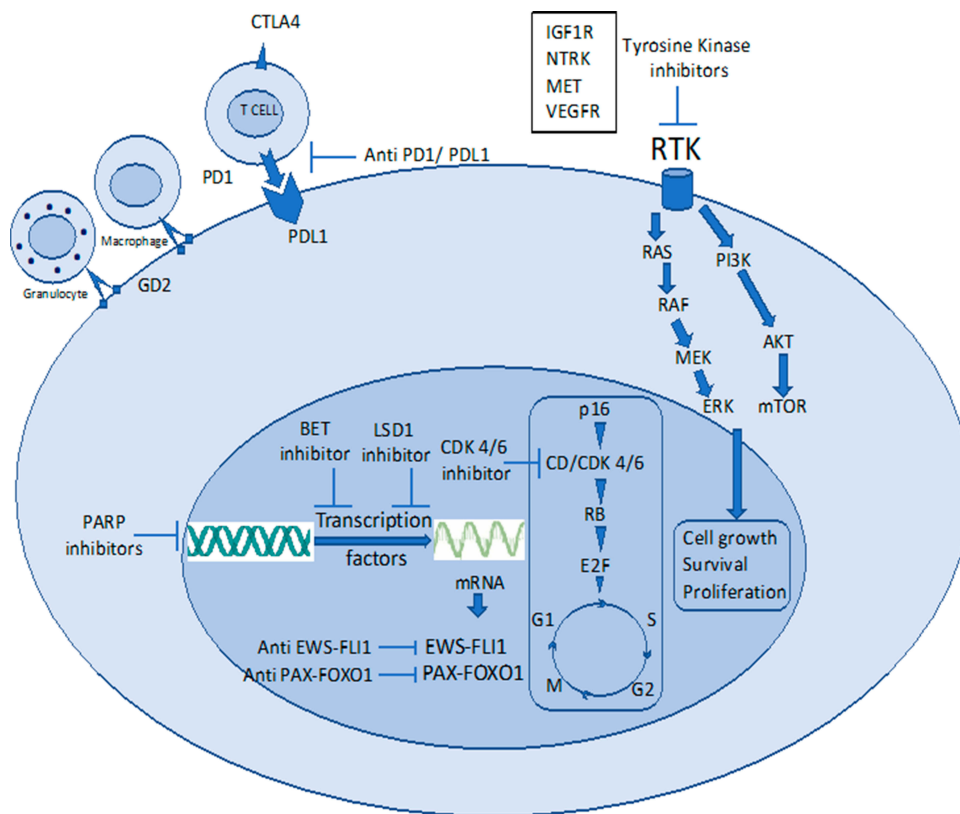 CTLA4
T CELL
PD1
Anti PD1/ PDL1
PDL1
Macrophage
Granulocyte
GD2
IGF1R
NTRK
MET
VEGFR
Tyrosine Kinase
inhibitors
RTK
RAS
PI3K
RAF
AKT
MEK
ERK
mTOR
Cell growth
Survival
Proliferation
PARP
inhibitors
BET
inhibitor
LSD1
inhibitor
Transcription
factors
mRNA
CDK 4/6
inhibitor
p16
CD/CDK 4/6
RB
E2F
G1
S
M
G2
Anti EWS-FLI1
EWS-FLI1
Anti PAX-FOXO1
PAX-FOXO1